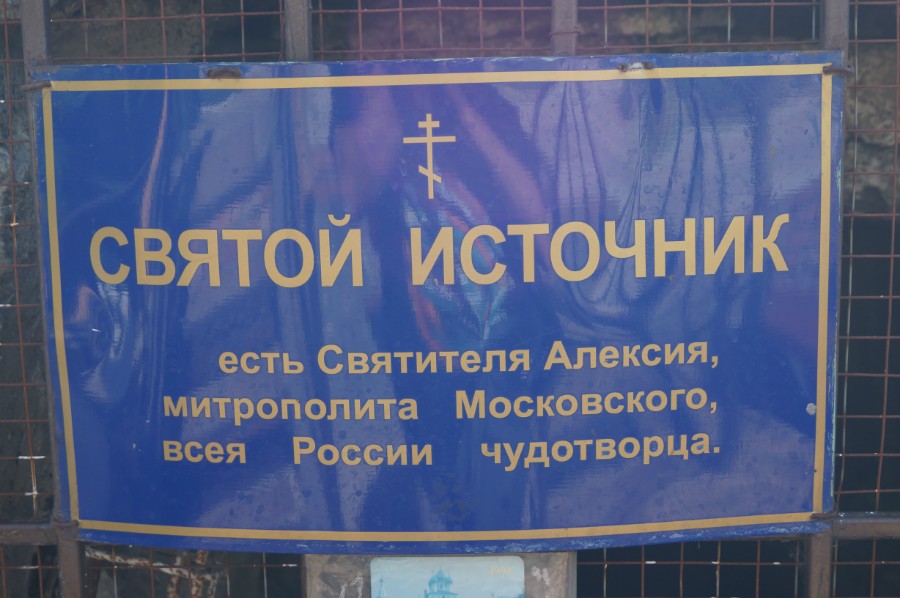 СВЯТОЙ ИСТОЧНИК
есть Святителя Алексия,
митрополита Московского,
всея России чудотворца.